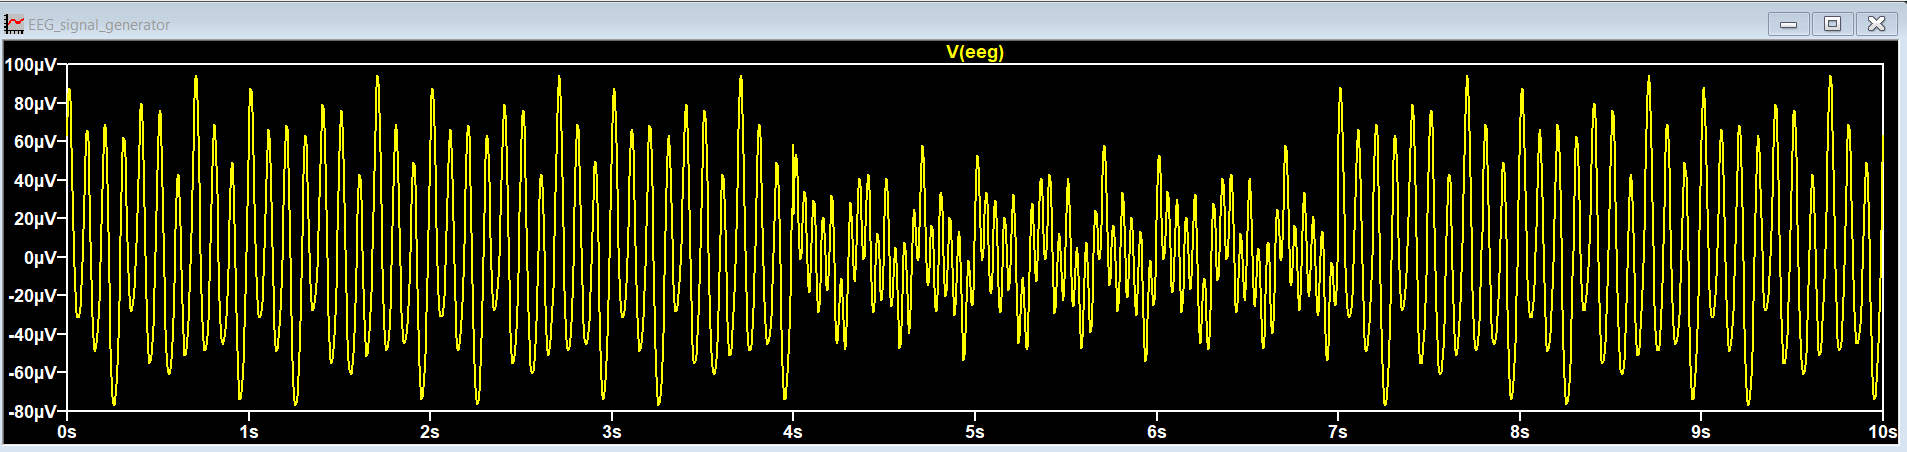 EEG_signal_generator
V(eeg)
100µV
80µV
60µV
40µV
20µV
0µV
-20µV
-40µV
-60µV
-80µV
0s 1s 2s 3s 4s 5s 6s 7s 8s 9s 10s